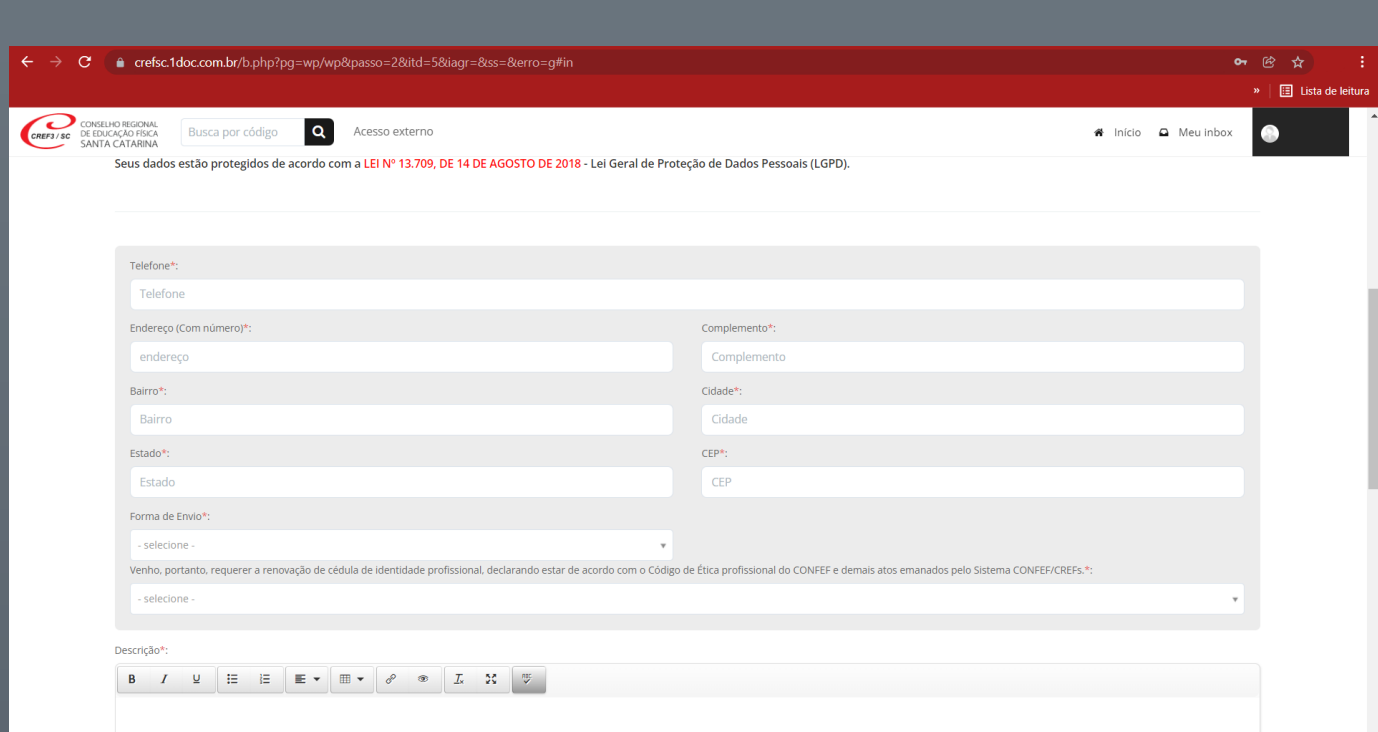 crefsc.1doc.com.br/b.php?pg=wp/wp&passo=2&itd=5&iagr=&ss=&erro=g#in
» Lista de leitura
CREF3 / SC
CONSELHO REGIONAL
DE EDUCAÇÃO FÍSICA
SANTA CATARINA
Busca por código
Acesso externo
Início
Meu inbox
Seus dados estão protegidos de acordo com a LEI Nº 13.709, DE 14 DE AGOSTO DE 2018 - Lei Geral de Proteção de Dados Pessoais (LGPD).
Telefone*:
Telefone
Endereço (Com número)*:
Complemento*:
endereço
Complemento
Bairro*:
Cidade*:
Bairro
Cidade
Estado*:
CEP*:
Estado
CEP
Forma de Envio*:
- selecione -
Venho, portanto, requerer a renovação de cédula de identidade profissional, declarando estar de acordo com o Código de Ética profissional do CONFEF e demais atos emanados pelo Sistema CONFEF/CREFs.*:
- selecione -
Descrição*:
B I U
ABC